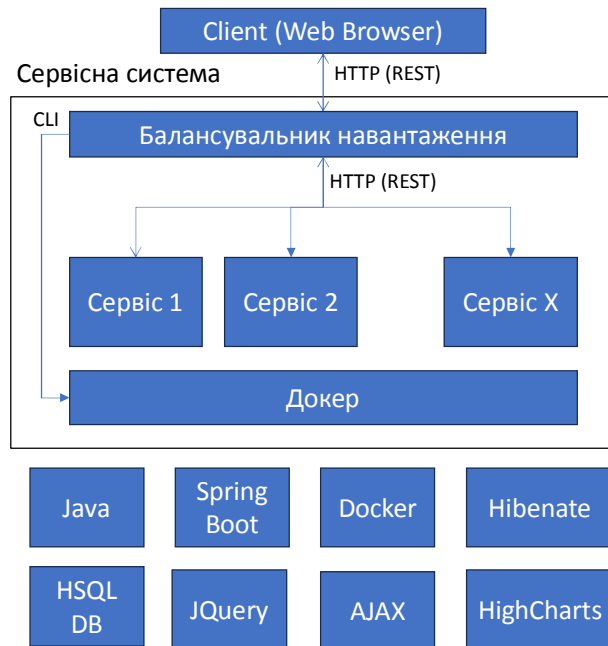 Client (Web Browser)
Сервісна система
HTTP (REST)
CLI
Балансувальник навантаження
HTTP (REST)
Сервіс 1
Сервіс 2
Сервіс X
Докер
Java
Spring
Boot
Docker
Hibenate
HSQL
DB
JQuery
AJAX
HighCharts